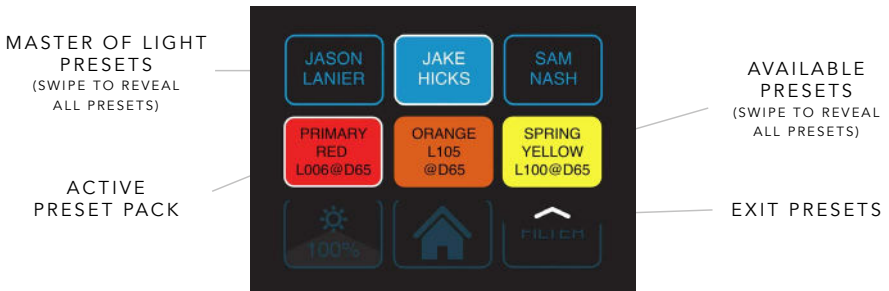 MASTER OF LIGHT
PRESETS
(SWIPE TO REVEAL
ALL PRESETS)
ACTIVE
PRESET PACK
JASON
LANIER
JAKE
HICKS
SAM
NASH
PRIMARY
RED
L006@D65
ORANGE
L105
@D65
SPRING
YELLOW
L100@D65
100%
FILTER
AVAILABLE
PRESETS
(SWIPE TO REVEAL
ALL PRESETS)
EXIT PRESETS